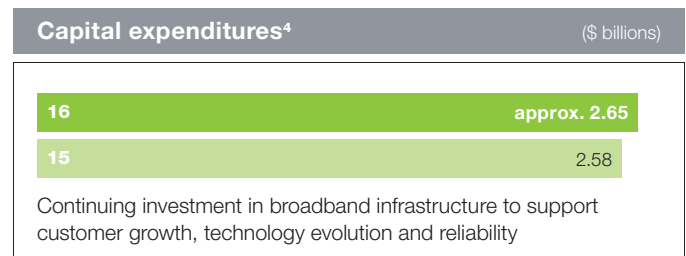 Capital expenditures⁴ ($ billions)
16 approx. 2.65
15 2.58
Continuing investment in broadband infrastructure to support
customer growth, technology evolution and reliability